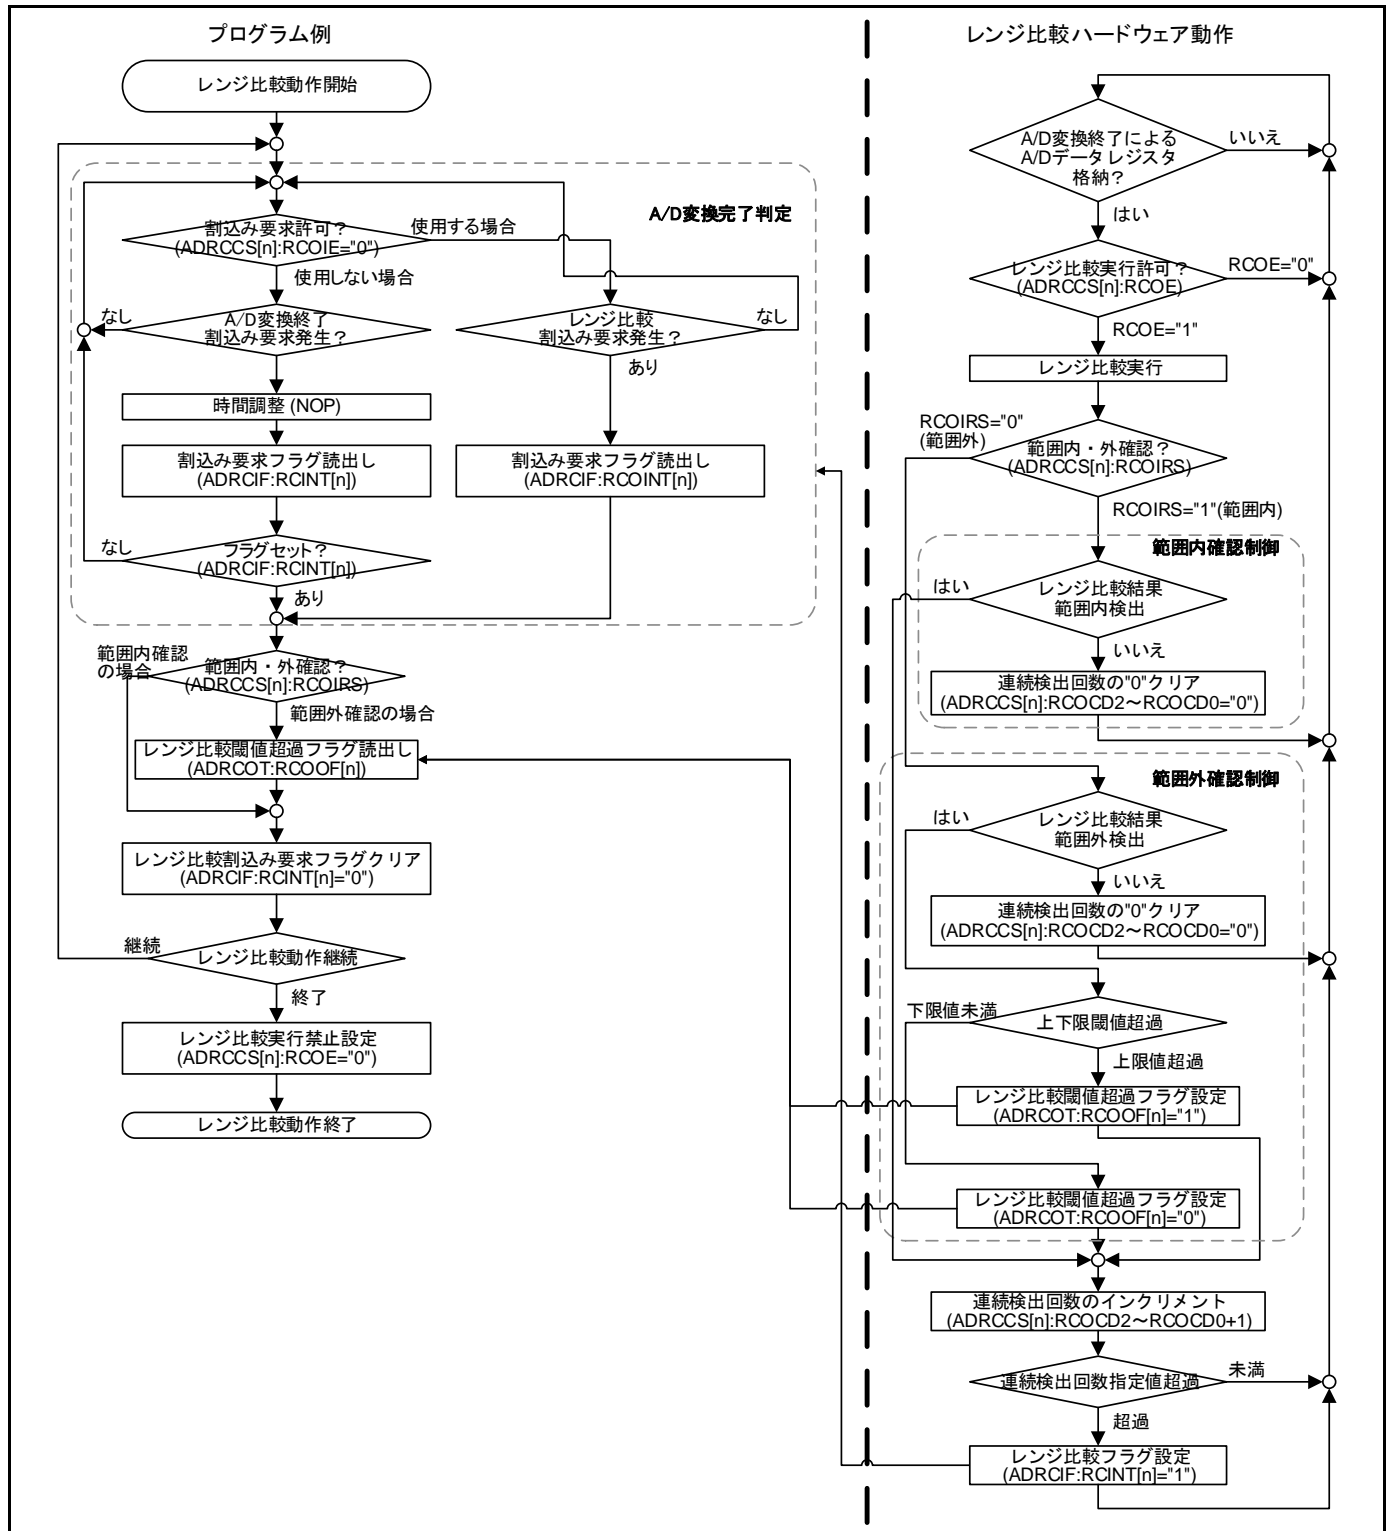 プログラム例
レンジ比較動作開始
A/D変換完了判定
割込み要求許可？
(ADRCCS[n]:RCOIE="0")
使用する場合
使用しない場合
なし
A/D変換終了
割込み要求発生？
レンジ比較
割込み要求発生？
なし
あり
時間調整 (NOP)
割込み要求フラグ読出し
(ADRCIF:RCINT[n])
割込み要求フラグ読出し
(ADRCIF:RCOINT[n])
なし
フラグセット？
(ADRCIF:RCINT[n])
あり
範囲内確認
の場合
範囲内・外確認？
(ADRCCS[n]:RCOIRS)
範囲外確認の場合
レンジ比較閾値超過フラグ読出し
(ADRCOT:RCOOF[n])
レンジ比較割込み要求フラグクリア
(ADRCIF:RCINT[n]="0")
継続
レンジ比較動作継続
終了
レンジ比較実行禁止設定
(ADRCCS[n]:RCOE="0")
レンジ比較動作終了
レンジ比較ハードウェア動作
A/D変換終了による
A/Dデータレジスタ
格納？
いいえ
はい
レンジ比較実行許可？
(ADRCCS[n]:RCOE)
RCOE="0"
RCOE="1"
レンジ比較実行
RCOIRS="0"
(範囲外)
範囲内・外確認？
(ADRCCS[n]:RCOIRS)
RCOIRS="1"(範囲内)
範囲内確認制御
はい
レンジ比較結果
範囲内検出
いいえ
連続検出回数の"0"クリア
(ADRCCS[n]:RCOCD2～RCOCD0="0")
範囲外確認制御
はい
レンジ比較結果
範囲外検出
いいえ
連続検出回数の"0"クリア
(ADRCCS[n]:RCOCD2～RCOCD0="0")
下限値未満
上下限閾値超過
上限値超過
レンジ比較閾値超過フラグ設定
(ADRCOT:RCOOF[n]="1")
レンジ比較閾値超過フラグ設定
(ADRCOT:RCOOF[n]="0")
連続検出回数のインクリメント
(ADRCCS[n]:RCOCD2～RCOCD0+1)
連続検出回数指定値超過
未満
超過
レンジ比較フラグ設定
(ADRCIF:RCINT[n]="1")